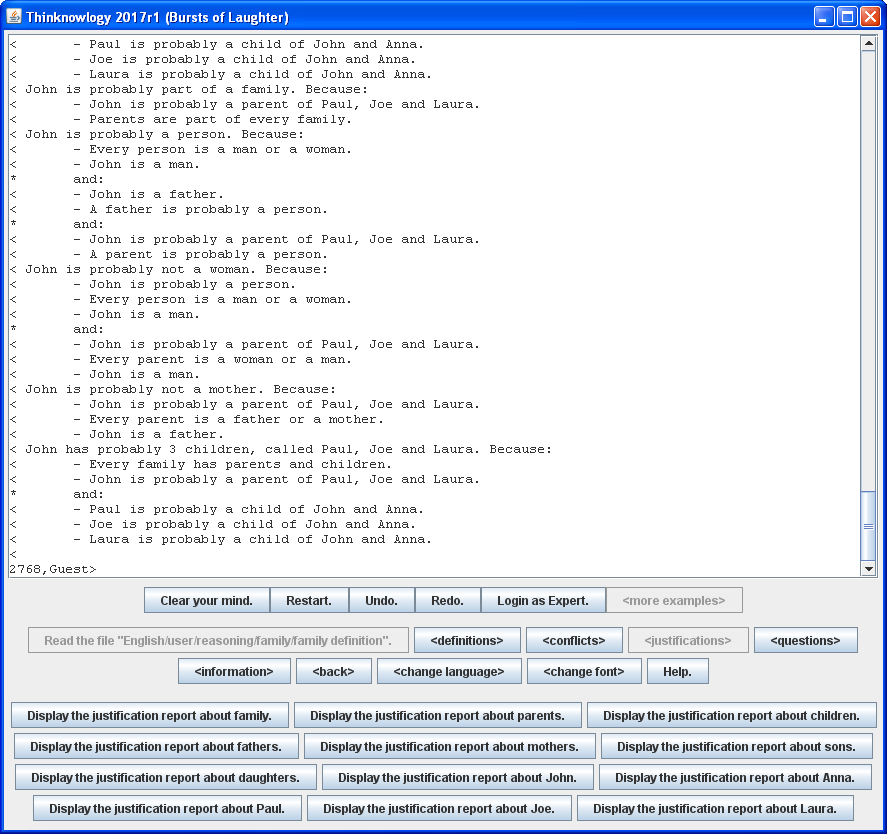 Thinknowlogy 2017r1 (Bursts of Laughter)
<       - Paul is probably a child of John and Anna.
<       - Joe is probably a child of John and Anna.
<       - Laura is probably a child of John and Anna.
< John is probably part of a family. Because:
<       - John is probably a parent of Paul, Joe and Laura.
<       - Parents are part of every family.
< John is probably a person. Because:
<       - Every person is a man or a woman.
<       - John is a man.
*       and:
<       - John is a father.
<       - A father is probably a person.
*       and:
<       - John is probably a parent of Paul, Joe and Laura.
<       - A parent is probably a person.
< John is probably not a woman. Because:
<       - John is probably a person.
<       - Every person is a man or a woman.
<       - John is a man.
*       and:
<       - John is probably a parent of Paul, Joe and Laura.
<       - Every parent is a woman or a man.
<       - John is a man.
< John is probably not a mother. Because:
<       - John is probably a parent of Paul, Joe and Laura.
<       - Every parent is a father or a mother.
<       - John is a father.
< John has probably 3 children, called Paul, Joe and Laura. Because:
<       - Every family has parents and children.
<       - John is probably a parent of Paul, Joe and Laura.
*       and:
<       - Paul is probably a child of John and Anna.
<       - Joe is probably a child of John and Anna.
<       - Laura is probably a child of John and Anna.
<
2768,Guest>
Clear your mind. Restart. Undo. Redo. Login as Expert. <more examples>
Read the file "English/user/reasoning/family/family definition". <definitions> <conflicts> <justifications> <questions>
<information> <back> <change language> <change font> Help.
Display the justification report about family. Display the justification report about parents. Display the justification report about children.
Display the justification report about fathers. Display the justification report about mothers. Display the justification report about sons.
Display the justification report about daughters. Display the justification report about John. Display the justification report about Anna.
Display the justification report about Paul. Display the justification report about Joe. Display the justification report about Laura.